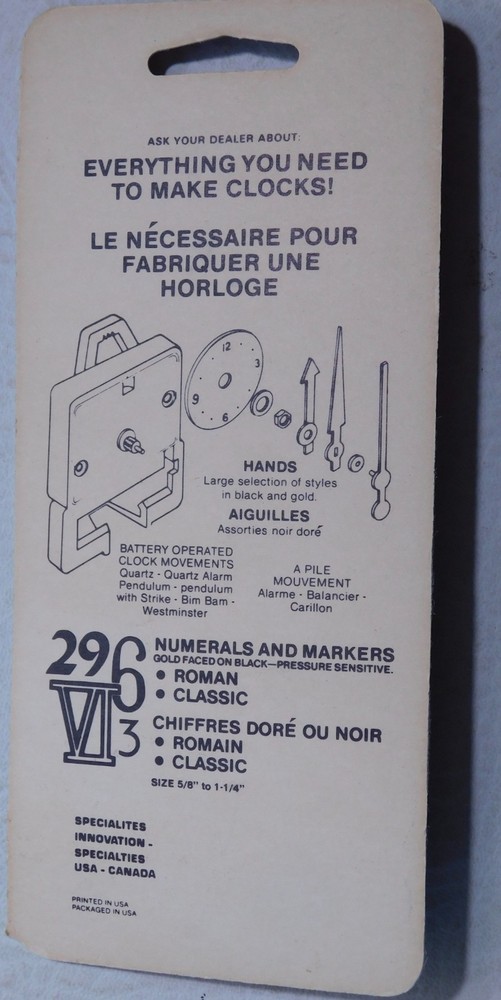 ASK YOUR DEALER ABOUT:
EVERYTHING YOU NEED
TO MAKE CLOCKS!
LE NÉCESSAIRE POUR
FABRIQUER UNE
HORLOGE
12
3
9
6
HANDS
Large selection of styles
in black and gold.
AIGUILLES
Assorties noir doré
BATTERY OPERATED
CLOCK MOVEMENTS
Quartz - Quartz Alarm
Pendulum - pendulum
with Strike - Bim Bam -
Westminster
A PILE
MOUVEMENT
Alarme - Balancier -
Carillon
29 6
VI 3
NUMERALS AND MARKERS
GOLD FACED ON BLACK—PRESSURE SENSITIVE.
• ROMAN
• CLASSIC
CHIFFRES DORÉ OU NOIR
• ROMAIN
• CLASSIC
SIZE 5/8" to 1-1/4"
SPECIALITES
INNOVATION -
SPECIALTIES
USA - CANADA
PRINTED IN USA
PACKAGED IN USA